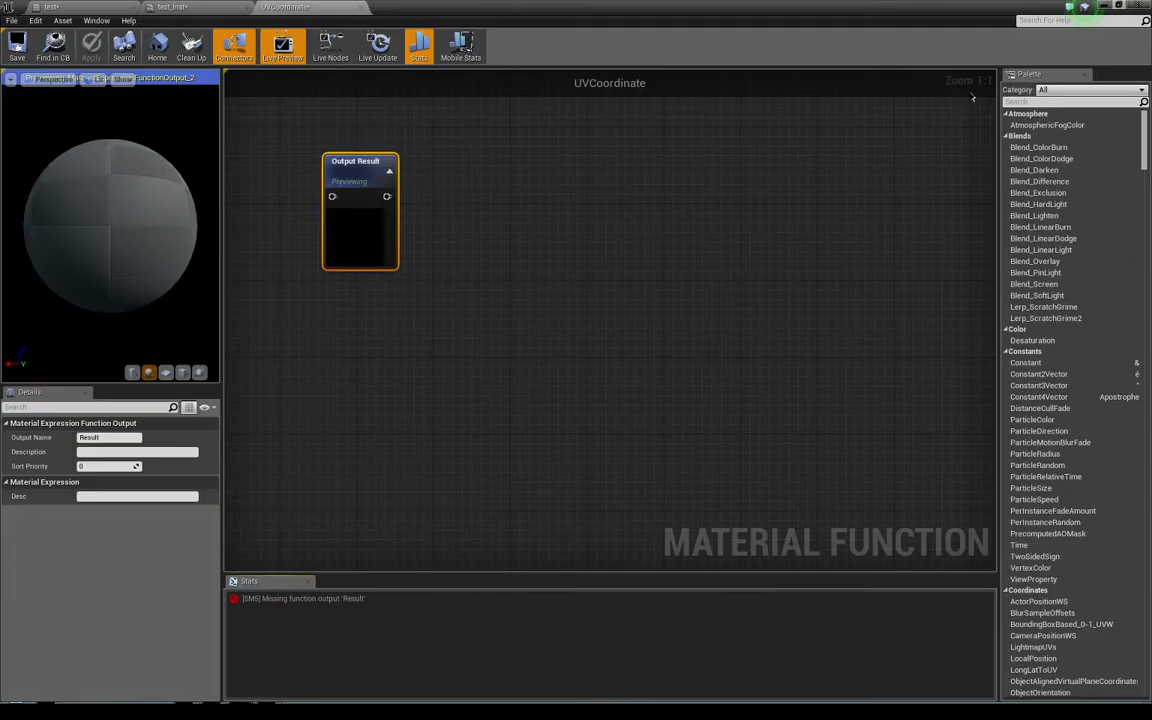 test*
test_Inst*
UVCoordinate*
File
Edit
Asset
Window
Help
Search For Help
Save
Find in CB
Apply
Search
Home
Clean Up
Connectors
Live Preview
Live Nodes
Live Update
Stats
Mobile Stats
Perspective
Show
FunctionOutput_2
UVCoordinate
Zoom 1:1
Output Result
Previewing
MATERIAL FUNCTION
Details
Search
Material Expression Function Output
Output Name
Result
Description
Sort Priority
0
Material Expression
Desc
Stats
[SM5] Missing function output 'Result'
Palette
Category:
All
Search
Atmosphere
AtmosphericFogColor
Blends
Blend_ColorBurn
Blend_ColorDodge
Blend_Darken
Blend_Difference
Blend_Exclusion
Blend_HardLight
Blend_Lighten
Blend_LinearBurn
Blend_LinearDodge
Blend_LinearLight
Blend_Overlay
Blend_PinLight
Blend_Screen
Blend_SoftLight
Lerp_ScratchGrime
Lerp_ScratchGrime2
Color
Desaturation
Constants
Constant &
Constant2Vector é
Constant3Vector "
Constant4Vector Apostrophe
DistanceCullFade
ParticleColor
ParticleDirection
ParticleMotionBlurFade
ParticleRadius
ParticleRandom
ParticleRelativeTime
ParticleSize
ParticleSpeed
PerInstanceFadeAmount
PerInstanceRandom
PrecomputedAOMask
Time
TwoSidedSign
VertexColor
ViewProperty
Coordinates
ActorPositionWS
BlurSampleOffsets
BoundingBoxBased_0-1_UVW
CameraPositionWS
LightmapUVs
LocalPosition
LongLatToUV
ObjectAlignedVirtualPlaneCoordinate
ObjectOrientation